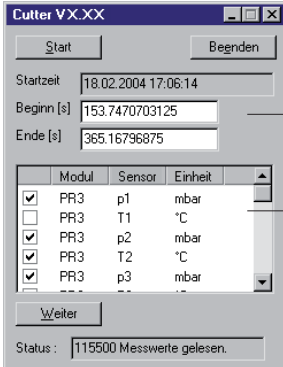 Cutter VX.XX
Start Beenden
Startzeit 18.02.2004 17:06:14
Beginn [s] 153.7470703125
Ende [s] 365.16796875
Modul Sensor Einheit
PR3 p1 mbar
PR3 T1 °C
PR3 p2 mbar
PR3 T2 °C
PR3 p3 mbar
Weiter
Status : 115500 Messwerte gelesen.